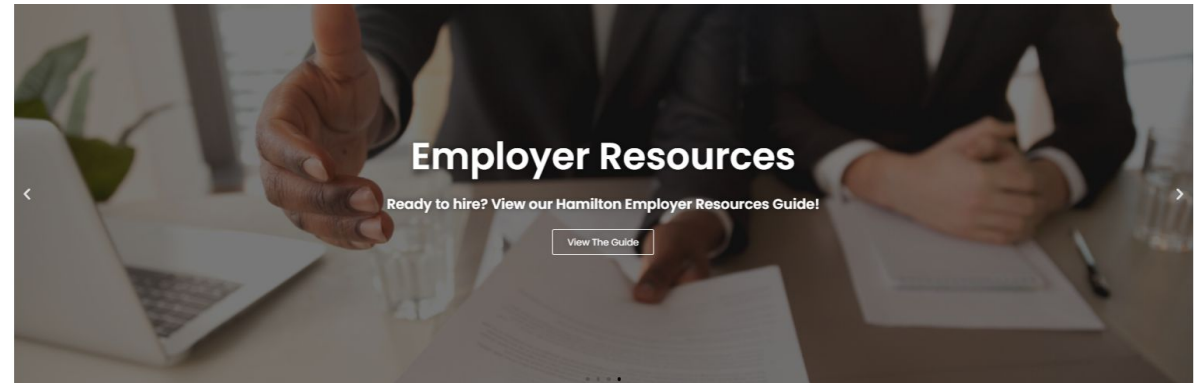 Employer Resources
Ready to hire? View our Hamilton Employer Resources Guide!
View The Guide